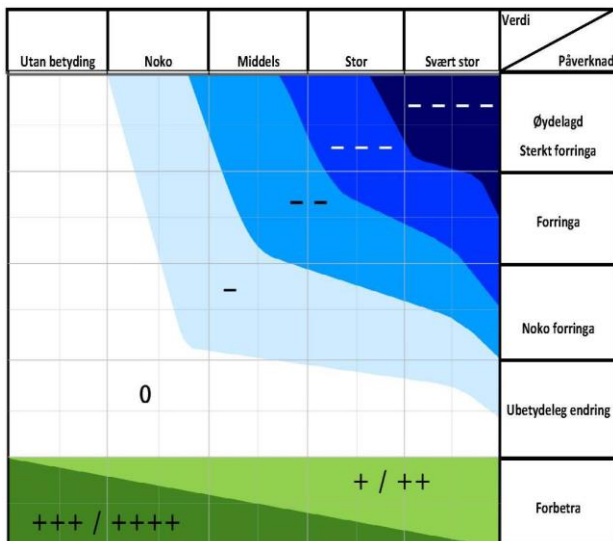 Verdi
Utan betyding Noko Middels Stor Svært stor Påverknad
– – – –
Øydelagd
– – –
Sterkt forringa
– –
Forringa
–
Noko forringa
0
Ubetydeleg endring
+ / ++
+++ / ++++
Forbetra